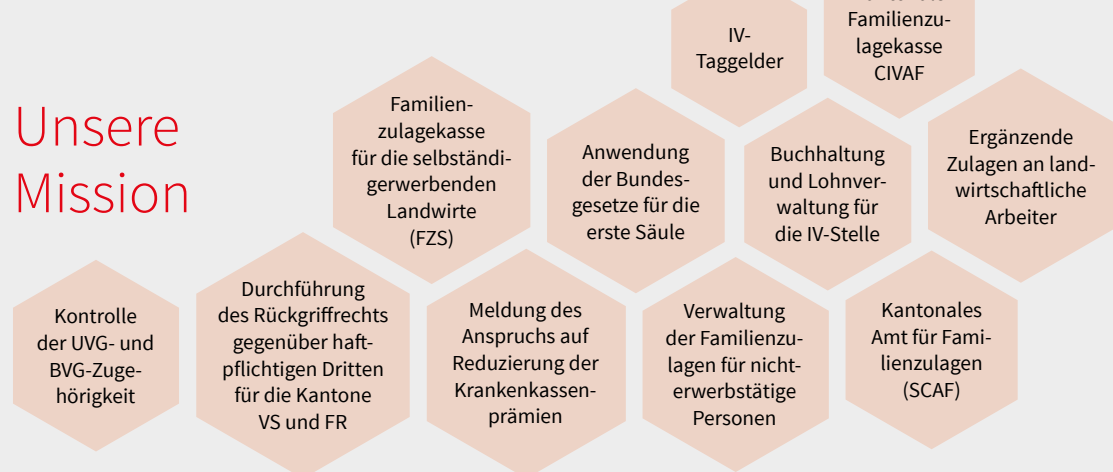 Unsere
Mission
IV-
Taggelder
Familienzu-
lagekasse
CIVAF
Familien-
zulagekasse
für die selbständi-
gerwerbenden
Landwirte
(FZS)
Anwendung
der Bundes-
gesetze für die
erste Säule
Buchhaltung
und Lohnver-
waltung für
die IV-Stelle
Ergänzende
Zulagen an land-
wirtschaftliche
Arbeiter
Kontrolle
der UVG- und
BVG-Zuge-
hörigkeit
Durchführung
des Rückgriffrechts
gegenüber haft-
pflichtigen Dritten
für die Kantone
VS und FR
Meldung des
Anspruchs auf
Reduzierung der
Krankenkassen-
prämien
Verwaltung
der Familienzu-
lagen für nicht-
erwerbstätige
Personen
Kantonales
Amt für Fami-
lienzulagen
(SCAF)